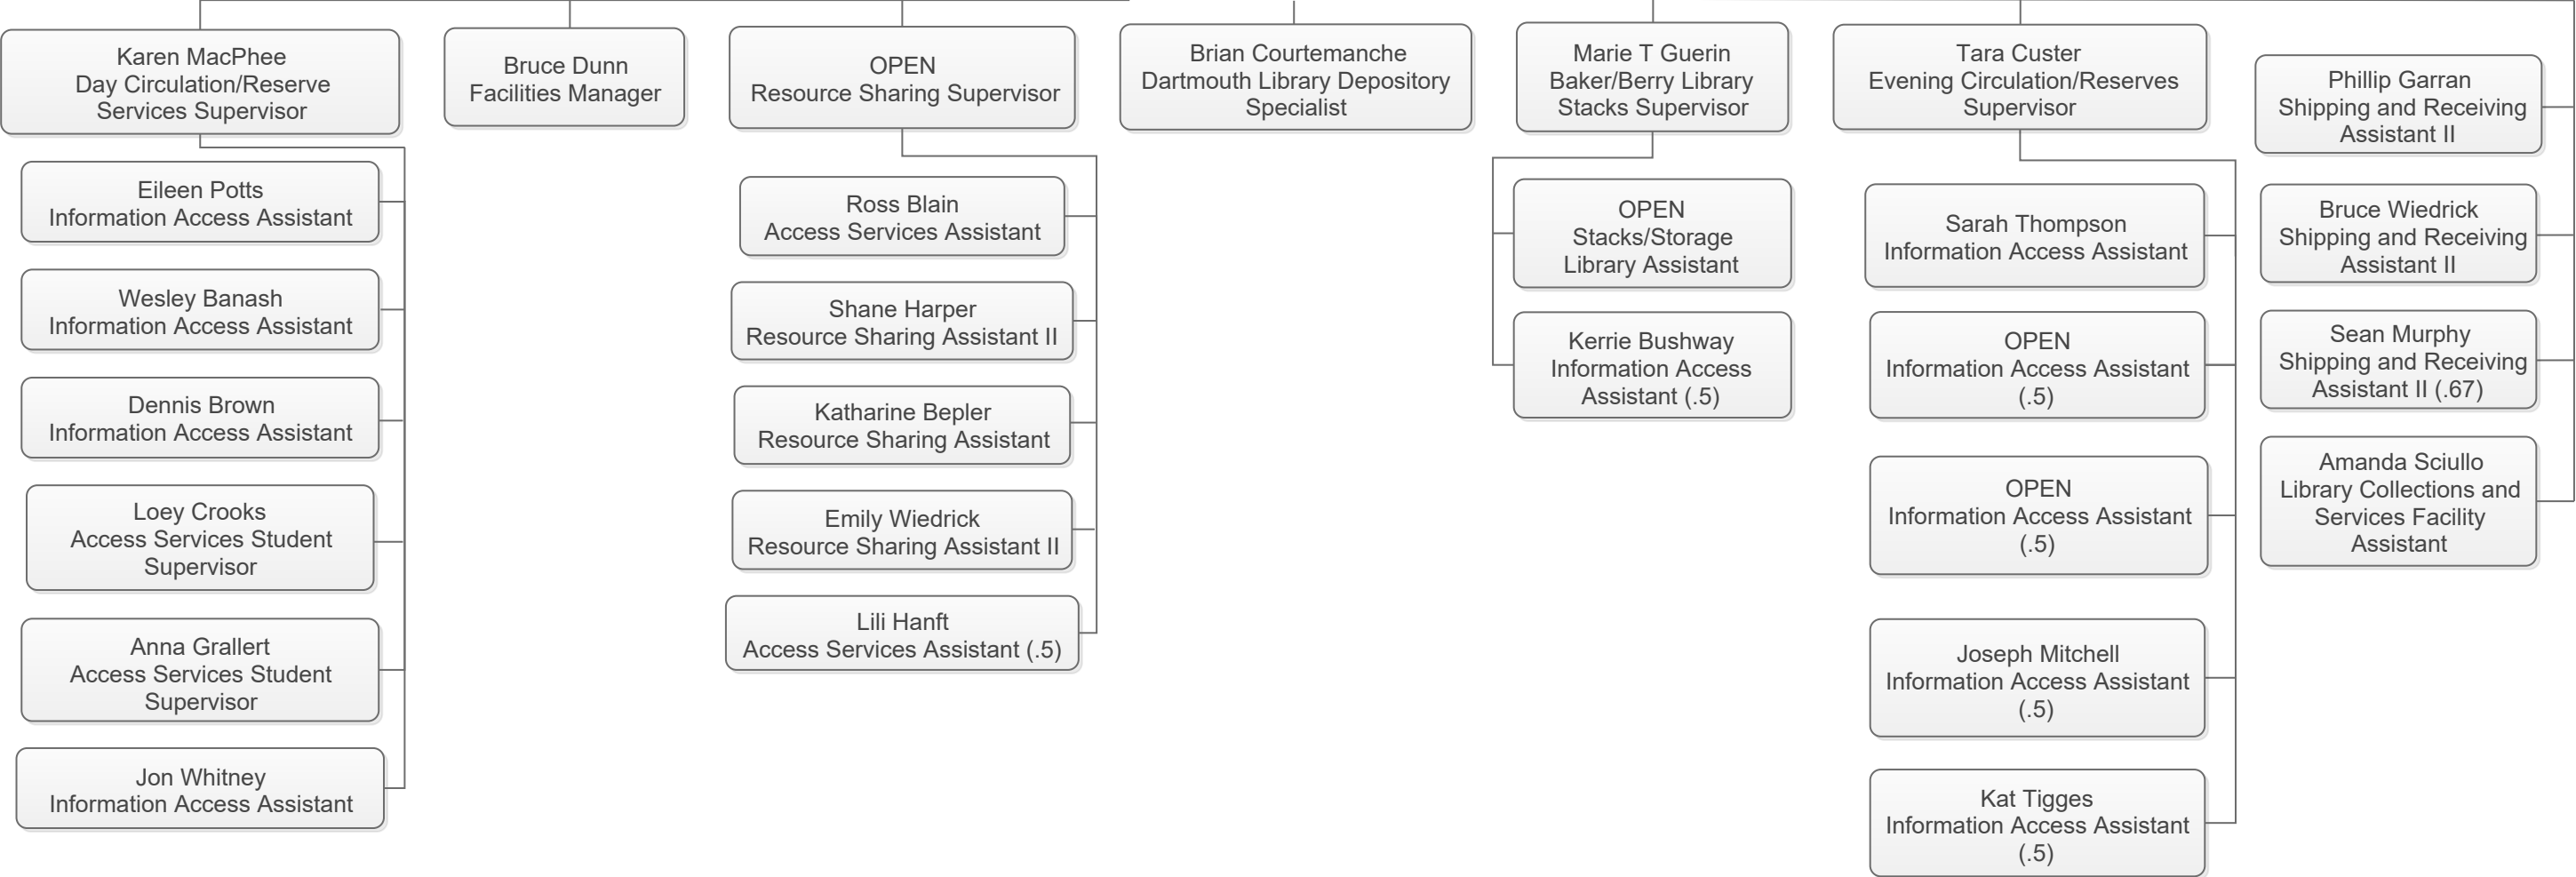 Karen MacPhee
Day Circulation/Reserve
Services Supervisor
Eileen Potts
Information Access Assistant
Wesley Banash
Information Access Assistant
Dennis Brown
Information Access Assistant
Loey Crooks
Access Services Student
Supervisor
Anna Grallert
Access Services Student
Supervisor
Jon Whitney
Information Access Assistant
Bruce Dunn
Facilities Manager
OPEN
Resource Sharing Supervisor
Ross Blain
Access Services Assistant
Shane Harper
Resource Sharing Assistant II
Katharine Bepler
Resource Sharing Assistant
Emily Wiedrick
Resource Sharing Assistant II
Lili Hanft
Access Services Assistant (.5)
Brian Courtemanche
Dartmouth Library Depository
Specialist
Marie T Guerin
Baker/Berry Library
Stacks Supervisor
OPEN
Stacks/Storage
Library Assistant
Kerrie Bushway
Information Access
Assistant (.5)
Tara Custer
Evening Circulation/Reserves
Supervisor
Sarah Thompson
Information Access Assistant
OPEN
Information Access Assistant
(.5)
OPEN
Information Access Assistant
(.5)
Joseph Mitchell
Information Access Assistant
(.5)
Kat Tigges
Information Access Assistant
(.5)
Phillip Garran
Shipping and Receiving
Assistant II
Bruce Wiedrick
Shipping and Receiving
Assistant II
Sean Murphy
Shipping and Receiving
Assistant II (.67)
Amanda Sciullo
Library Collections and
Services Facility
Assistant